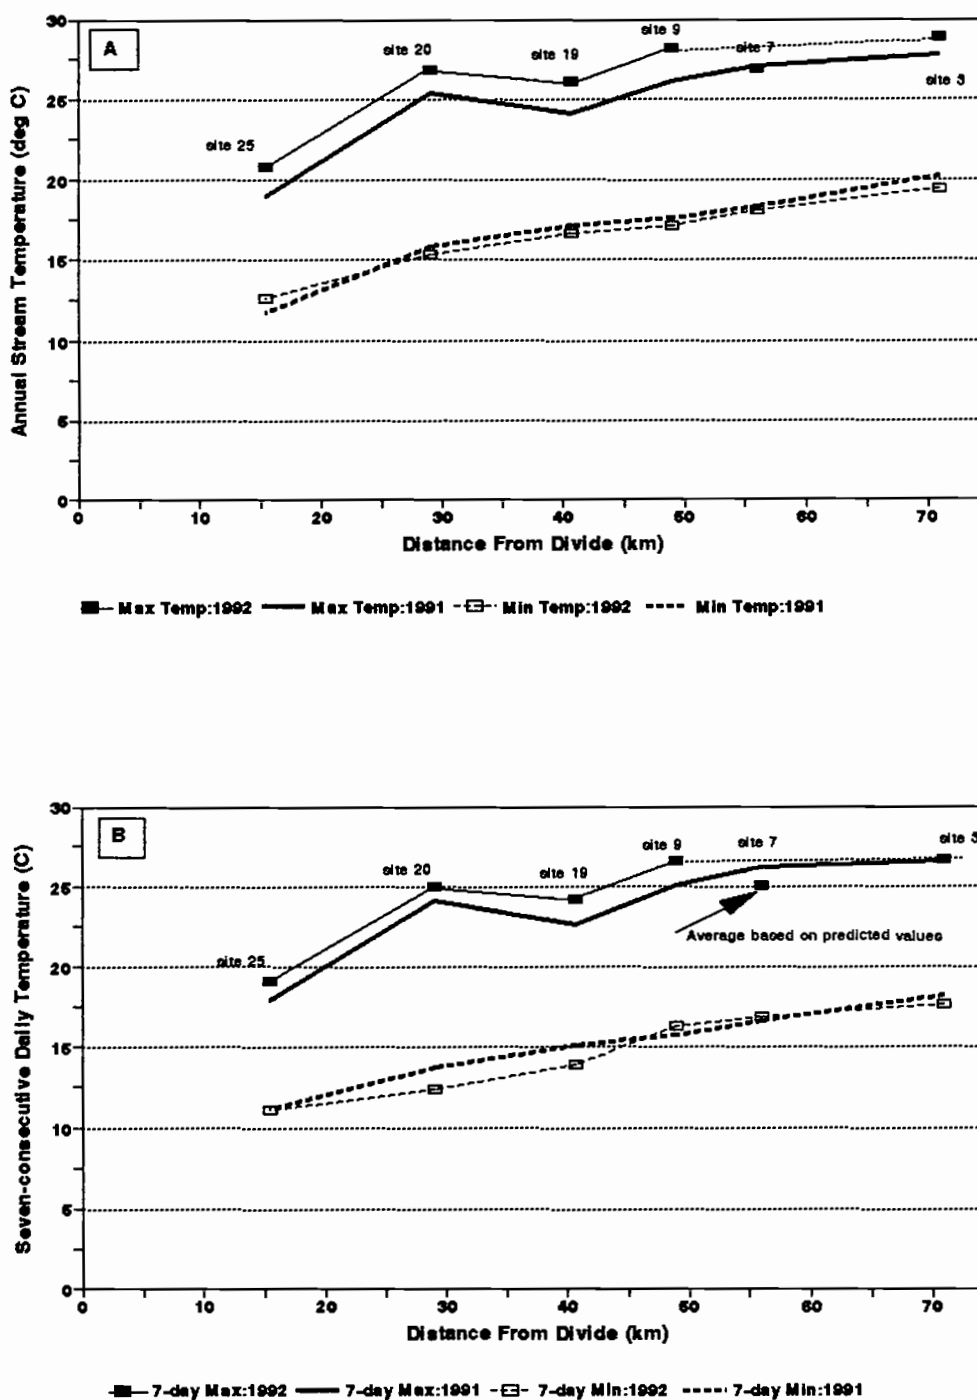 A
30
25
20
15
10
5
0
Annual Stream Temperature (deg C)
site 25
site 20
site 19
site 9
site 7
site 3
0 10 20 30 40 50 60 70
Distance From Divide (km)
Max Temp:1992 Max Temp:1991 Min Temp:1992 Min Temp:1991
B
30
25
20
15
10
5
0
Seven-consecutive Daily Temperature (C)
site 25
site 20
site 19
site 9
site 7
site 3
Average based on predicted values
0 10 20 30 40 50 60 70
Distance From Divide (km)
7-day Max:1992 7-day Max:1991 7-day Min:1992 7-day Min:1991